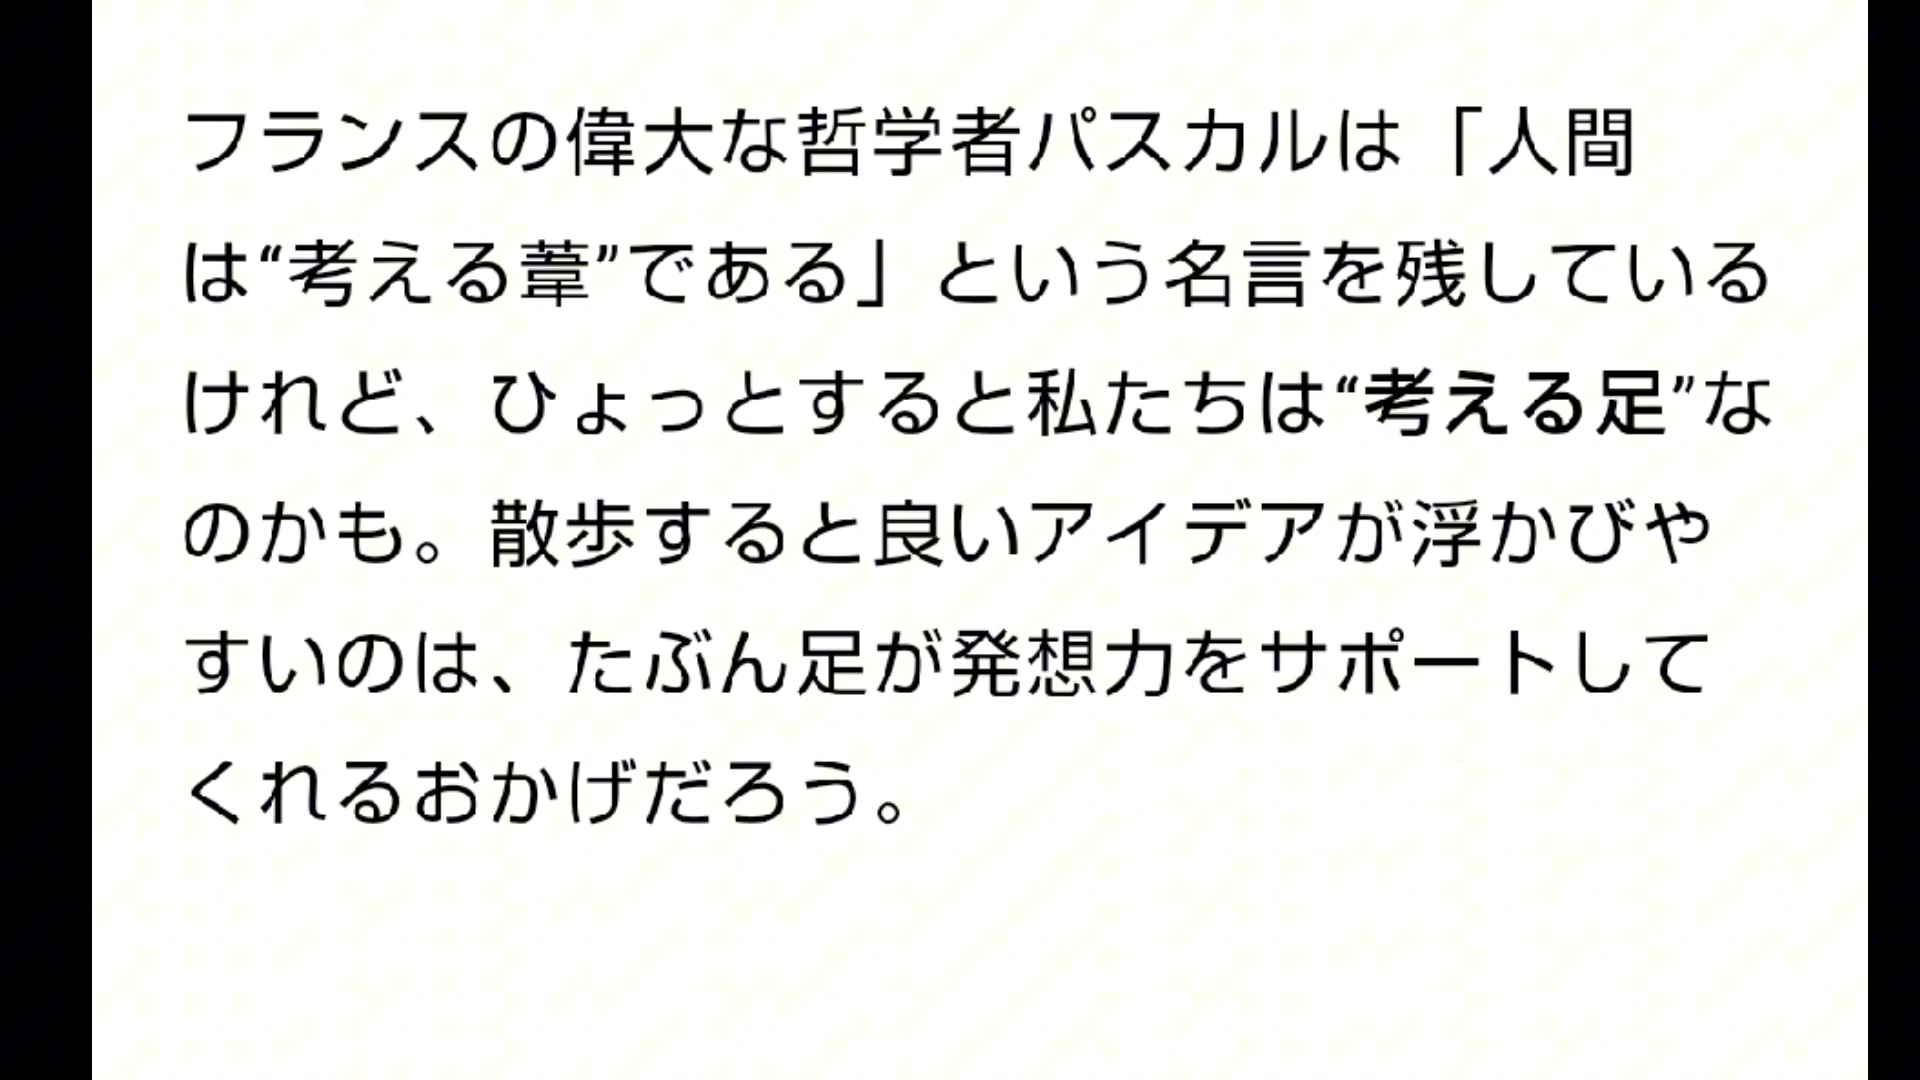 フランスの偉大な哲学者パスカルは「人間
は“考える葦”である」という名言を残している
けれど、ひょっとすると私たちは“考える足”な
のかも。散歩すると良いアイデアが浮かびや
すいのは、たぶん足が発想力をサポートして
くれるおかげだろう。